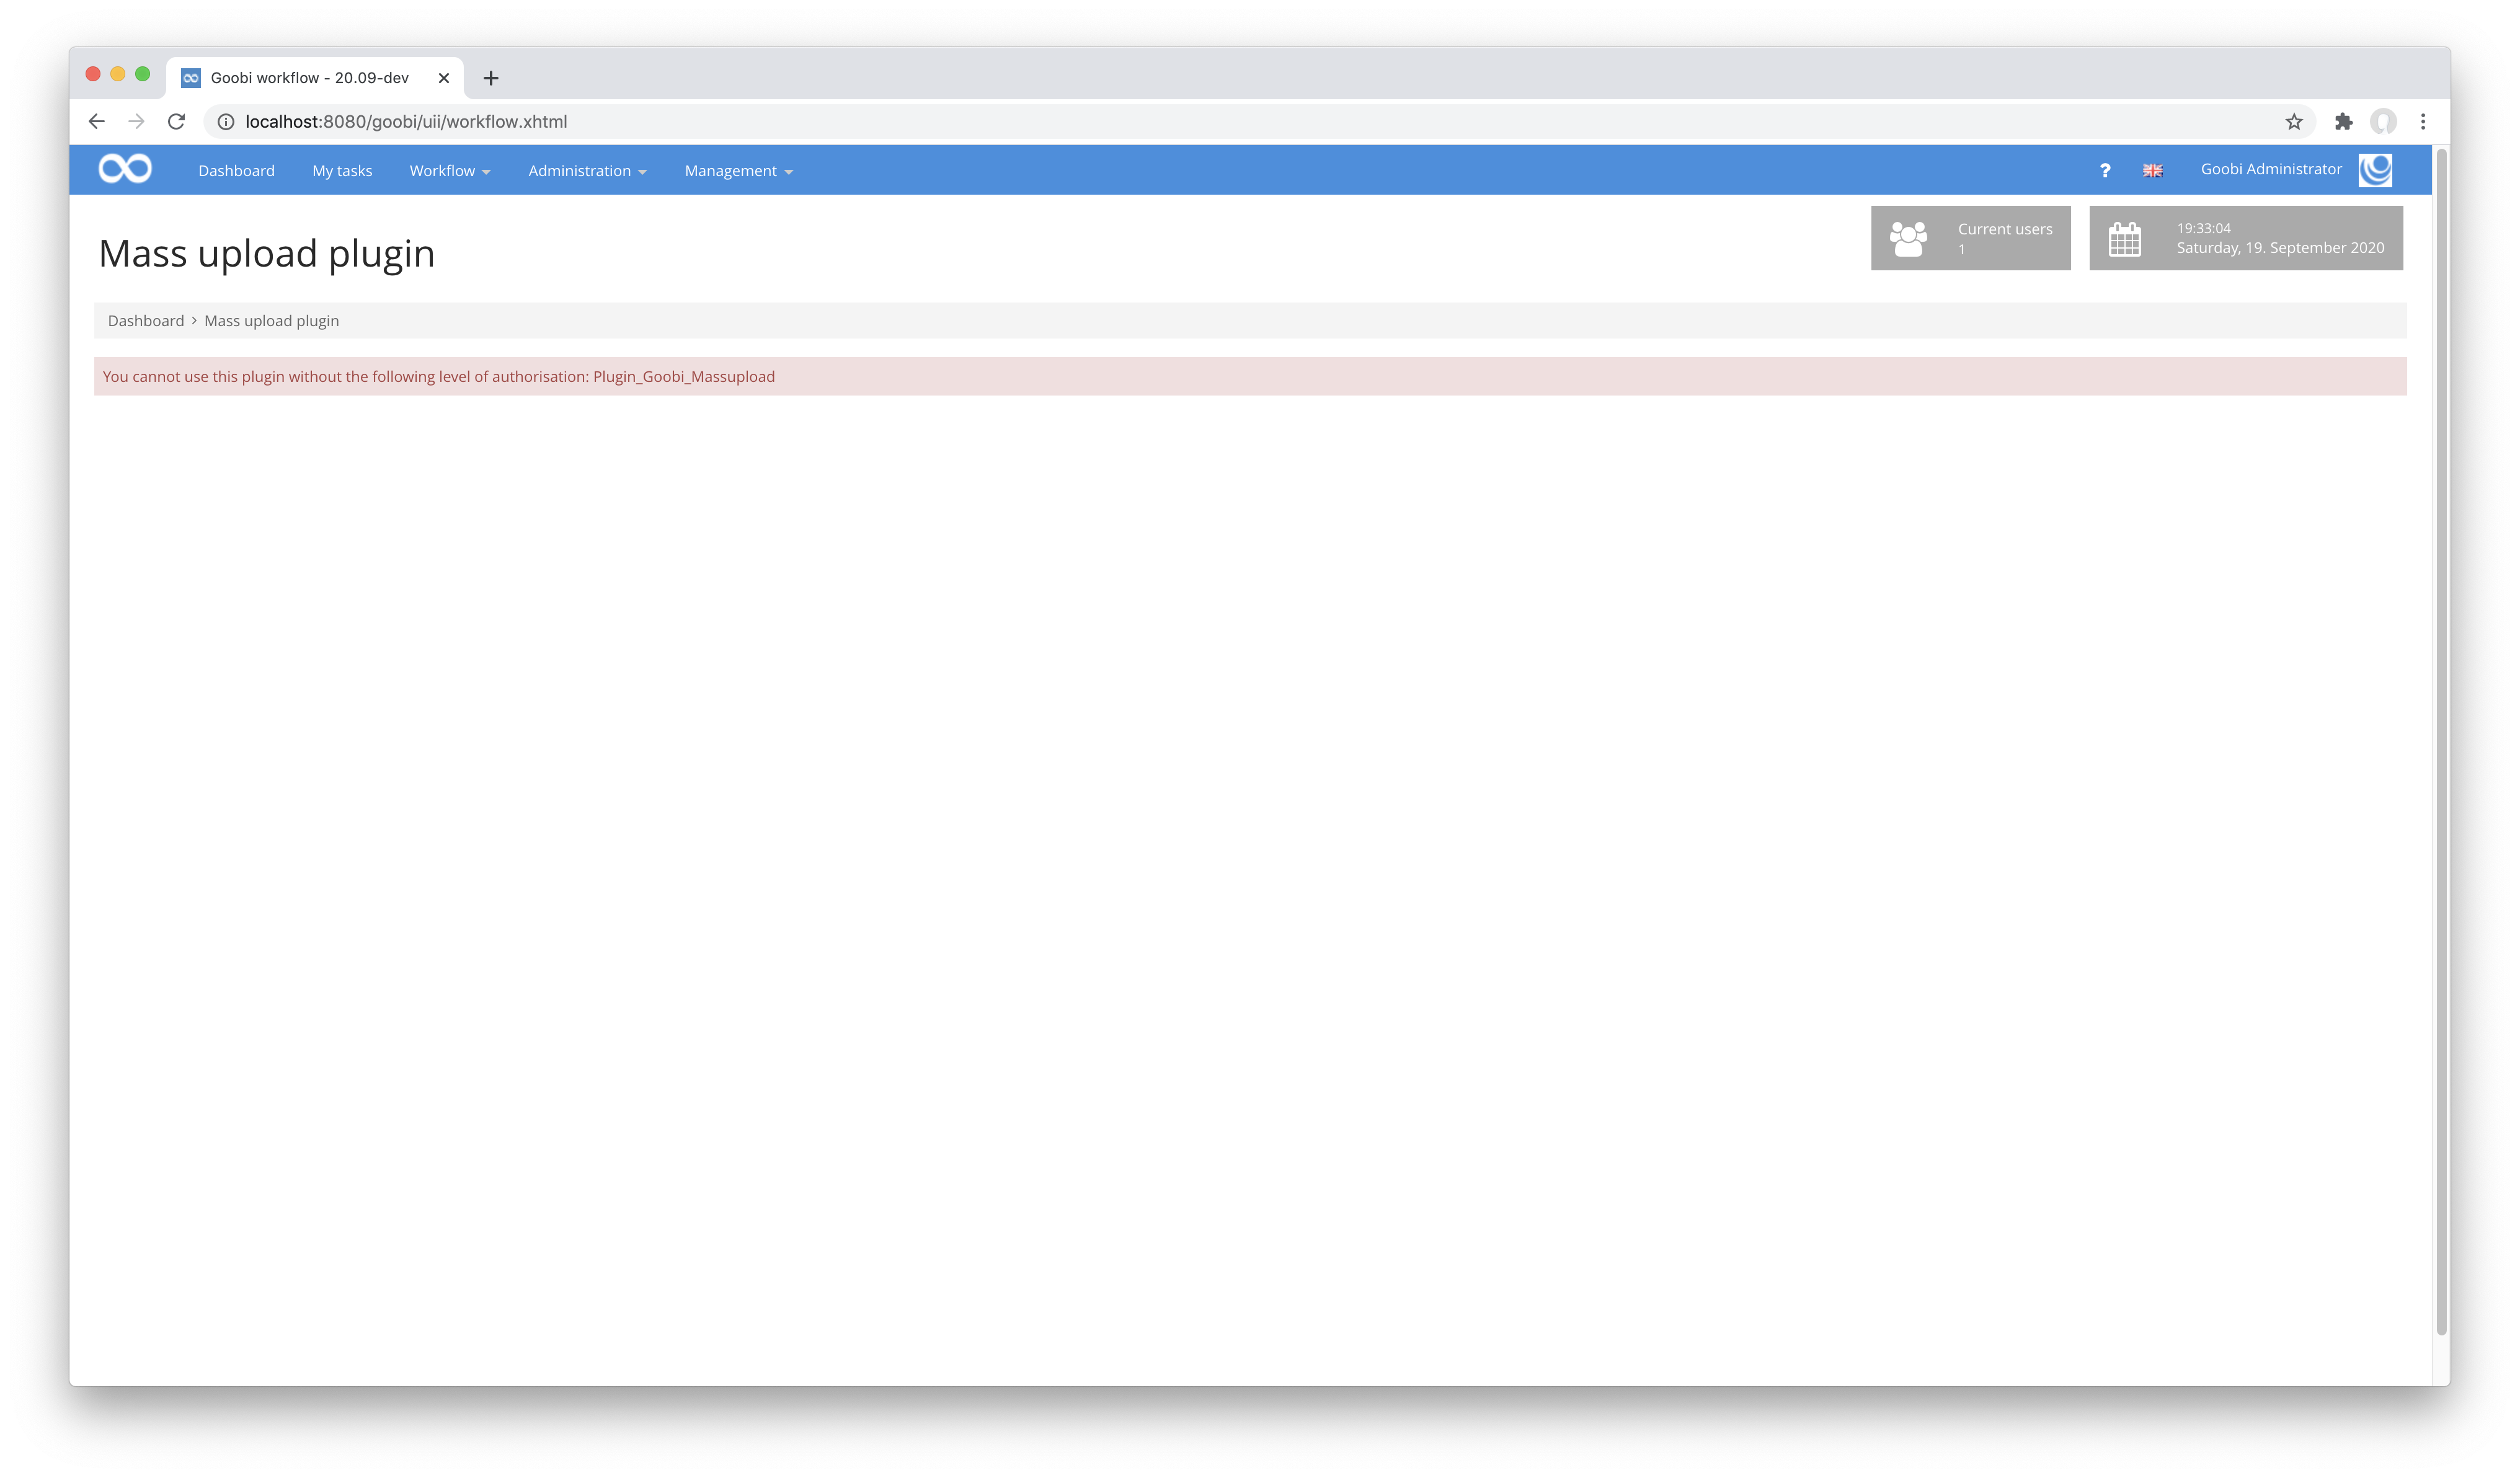 Goobi workflow - 20.09-dev
localhost:8080/goobi/uii/workflow.xhtml
Dashboard My tasks Workflow Administration Management ? Goobi Administrator
Mass upload plugin
Current users
1
19:33:04
Saturday, 19. September 2020
Dashboard > Mass upload plugin
You cannot use this plugin without the following level of authorisation: Plugin_Goobi_Massupload